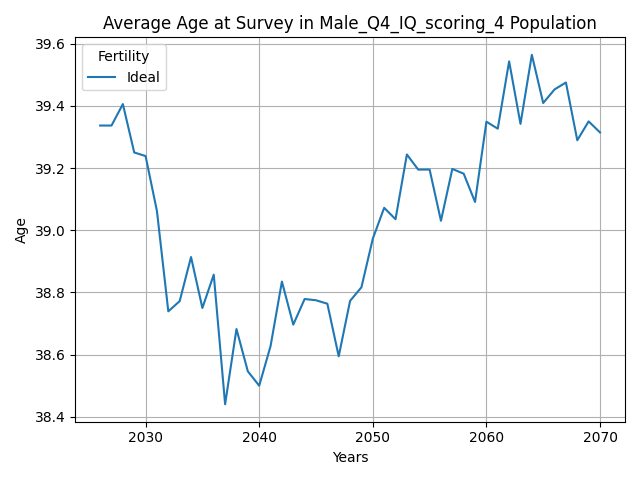 Average Age at Survey in Male_Q4_IQ_scoring_4 Population
Fertility
Ideal
Age
39.6
39.4
39.2
39.0
38.8
38.6
38.4
2030 2040 2050 2060 2070
Years